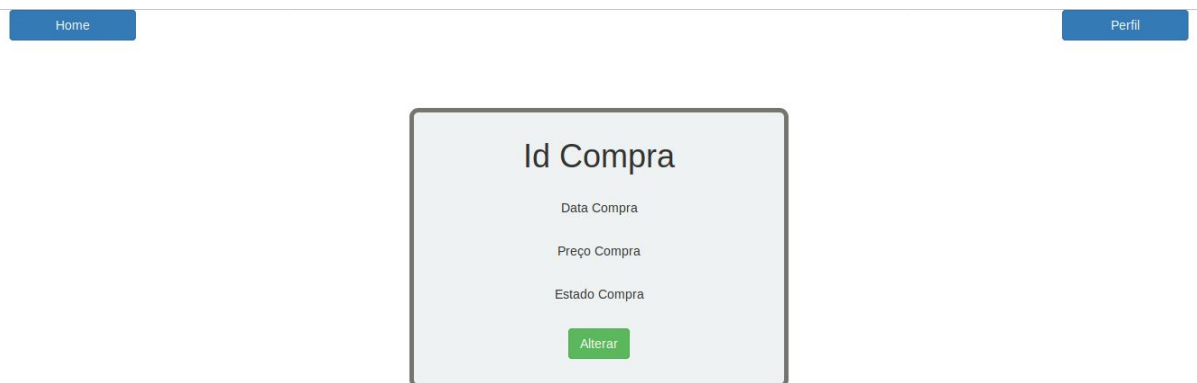 Home Perfil
Id Compra
Data Compra
Preço Compra
Estado Compra
Alterar